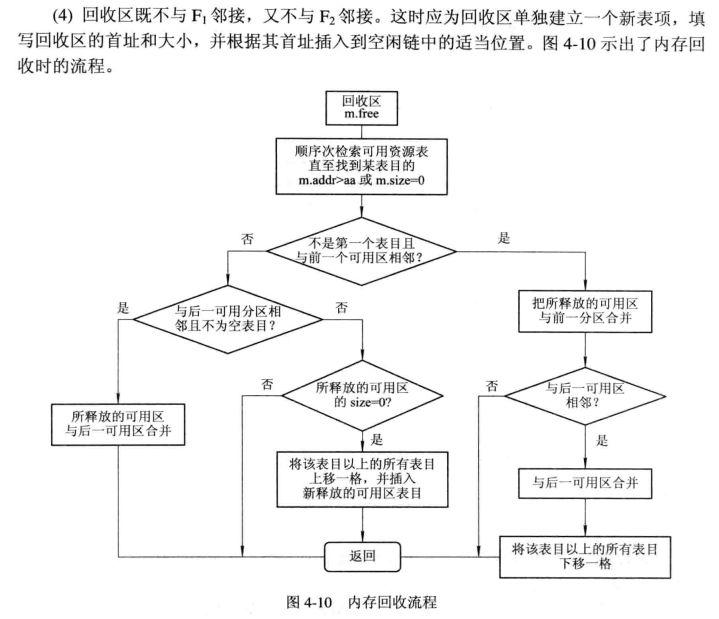 (4) 回收区既不与 F₁ 邻接，又不与 F₂ 邻接。这时应为回收区单独建立一个新表项，填
写回收区的首址和大小，并根据其首址插入到空闲链中的适当位置。图 4-10 示出了内存回
收时的流程。
回收区
m.free
顺序次检索可用资源表
直至找到某表目的
m.addr>aa 或 m.size=0
不是第一个表目且
与前一个可用区相邻？
否
是
与后一可用分区相
邻且不为空表目？
是
否
把所释放的可用区
与前一分区合并
所释放的可用区
的 size=0?
否
是
与后一可用区
相邻？
否
是
所释放的可用区
与后一可用区合并
将该表目以上的所有表目
上移一格，并插入
新释放的可用区表目
与后一可用区合并
返回
将该表目以上的所有表目
下移一格
图 4-10 内存回收流程